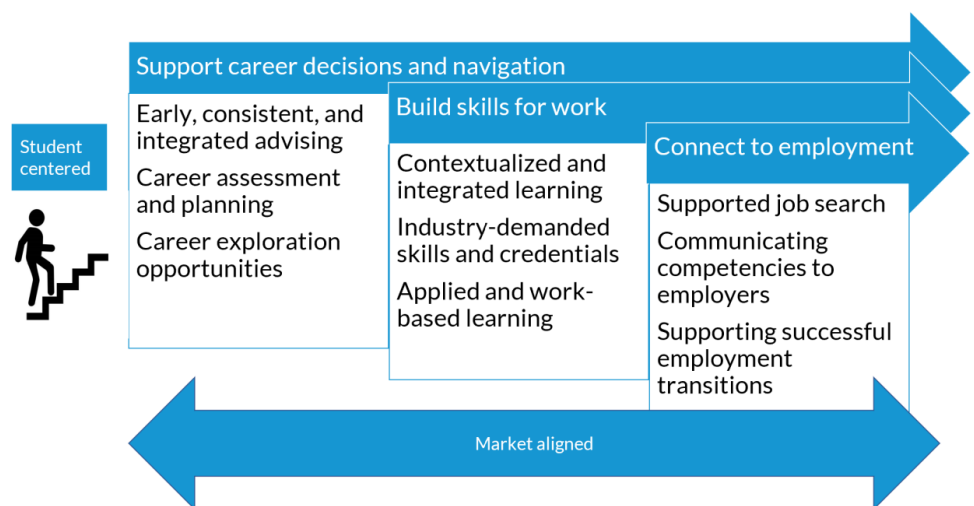 Support career decisions and navigation
Early, consistent, and
integrated advising
Career assessment
and planning
Career exploration
opportunities
Build skills for work
Contextualized and
integrated learning
Industry-demanded
skills and credentials
Applied and work-
based learning
Connect to employment
Supported job search
Communicating
competencies to
employers
Supporting successful
employment
transitions
Student
centered
Market aligned